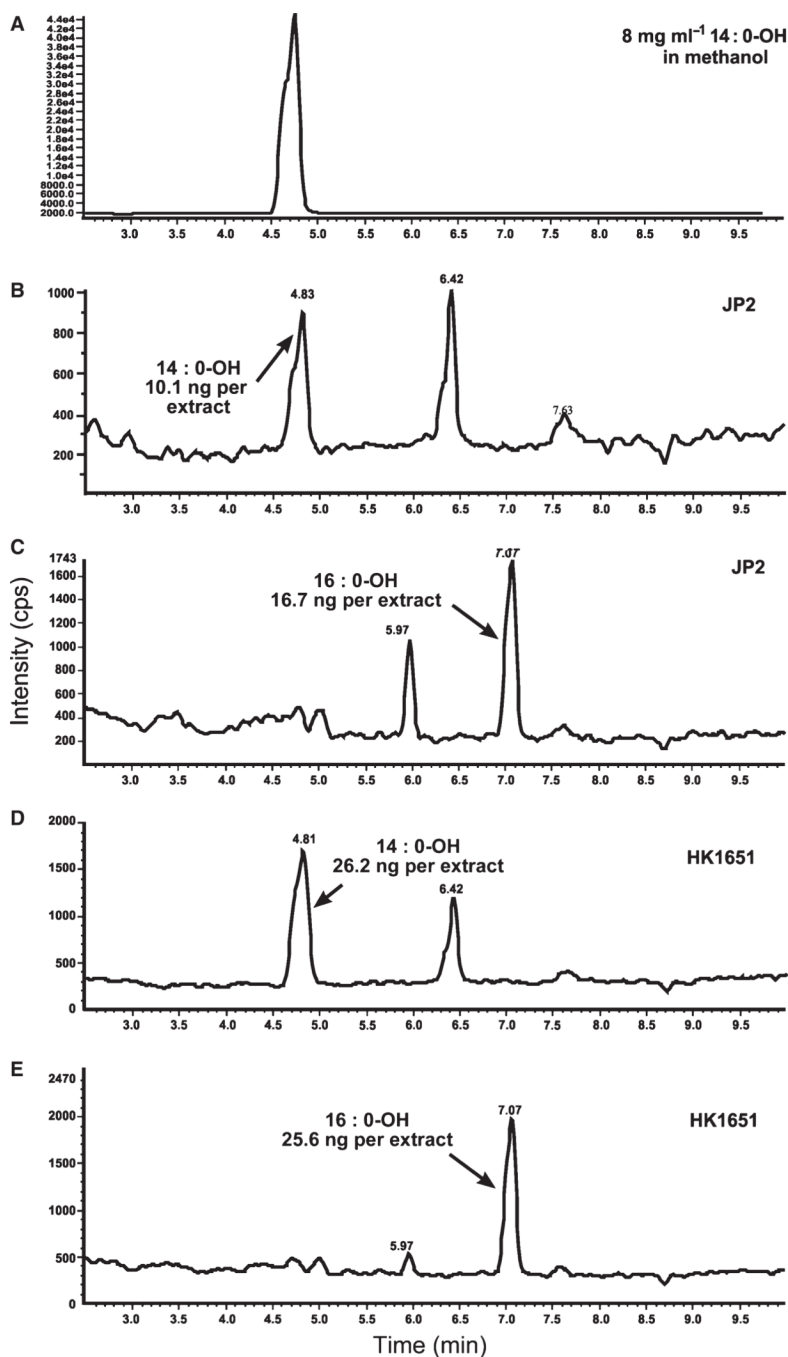 A
4.4e4
4.2e4
4.0e4
3.8e4
3.6e4
3.4e4
3.2e4
3.0e4
2.8e4
2.6e4
2.4e4
2.2e4
2.0e4
1.8e4
1.6e4
1.4e4
1.2e4
1.0e4
8000.0
6000.0
4000.0
2000.0
8 mg ml⁻¹ 14 : 0-OH
in methanol
3.0 3.5 4.0 4.5 5.0 5.5 6.0 6.5 7.0 7.5 8.0 8.5 9.0 9.5
B
1000
800
600
400
200
4.83
6.42
7.63
JP2
14 : 0-OH
10.1 ng per
extract
3.0 3.5 4.0 4.5 5.0 5.5 6.0 6.5 7.0 7.5 8.0 8.5 9.0 9.5
C
1743
1600
1400
1200
1000
800
600
400
200
7.07
JP2
16 : 0-OH
16.7 ng per extract
5.97
Intensity (cps)
3.0 3.5 4.0 4.5 5.0 5.5 6.0 6.5 7.0 7.5 8.0 8.5 9.0 9.5
D
2000
1500
1000
500
0
4.81
14 : 0-OH
26.2 ng per extract
6.42
HK1651
3.0 3.5 4.0 4.5 5.0 5.5 6.0 6.5 7.0 7.5 8.0 8.5 9.0 9.5
E
2470
2000
1500
1000
500
0
7.07
16 : 0-OH
25.6 ng per extract
5.97
HK1651
3.0 3.5 4.0 4.5 5.0 5.5 6.0 6.5 7.0 7.5 8.0 8.5 9.0 9.5
Time (min)